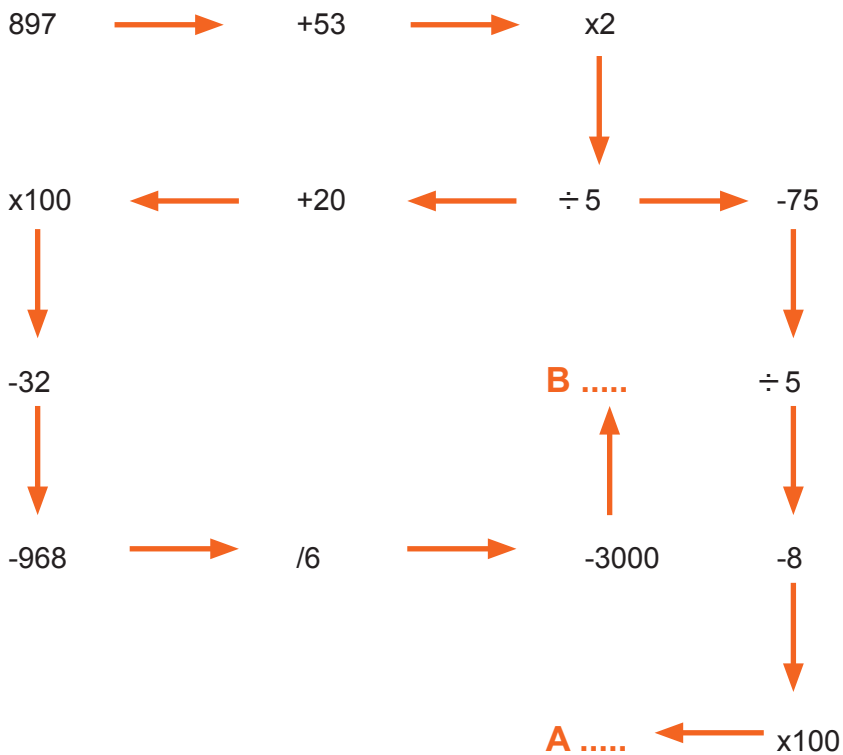 897 +53 x2
x100 +20 ÷5 -75
-32 B ..... ÷5
-968 /6 -3000 -8
A ..... x100